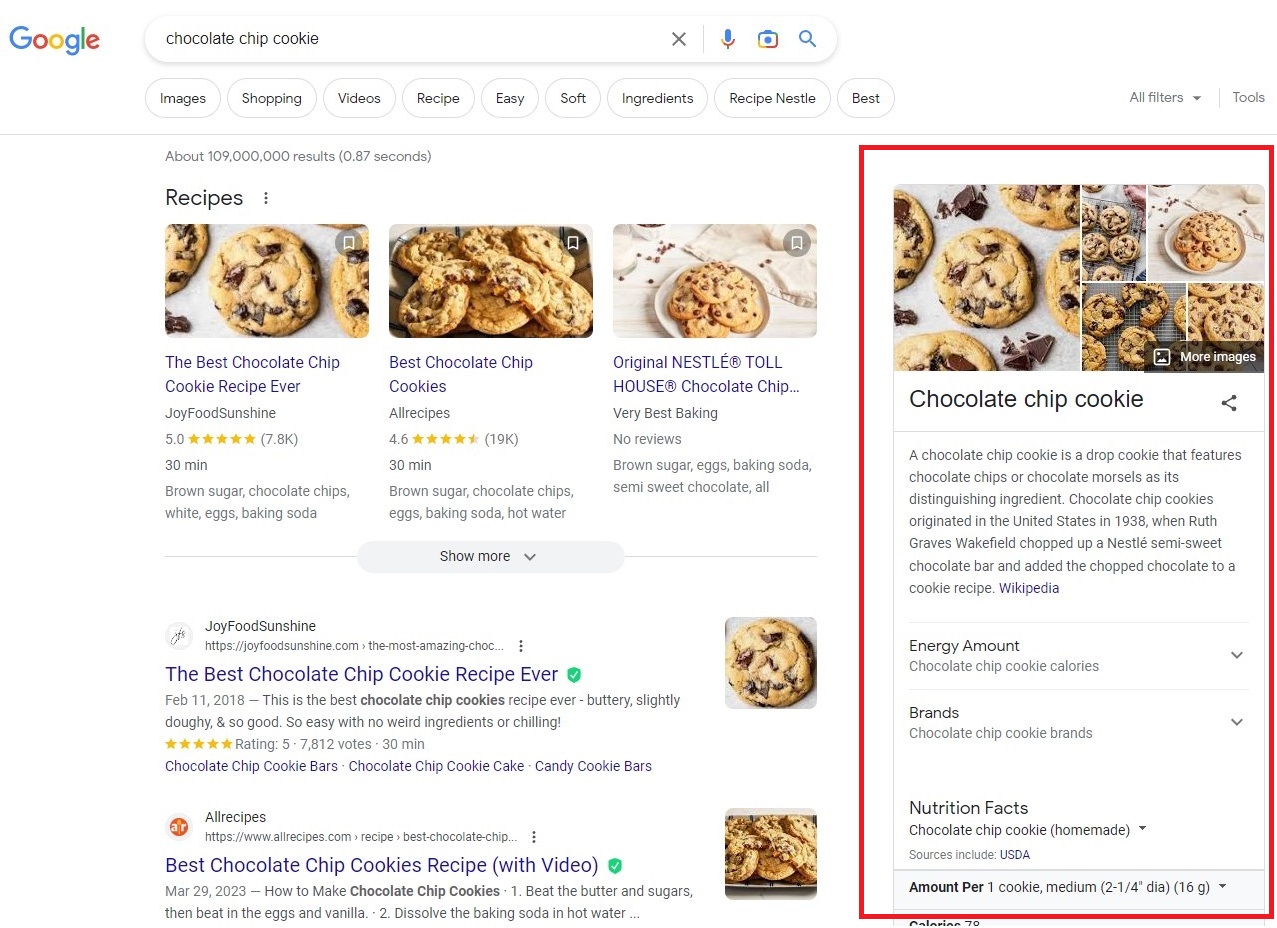 Google
chocolate chip cookie
Images
Shopping
Videos
Recipe
Easy
Soft
Ingredients
Recipe Nestle
Best
All filters
Tools
About 109,000,000 results (0.87 seconds)
Recipes
The Best Chocolate Chip
Cookie Recipe Ever
JoyFoodSunshine
5.0 (7.8K)
30 min
Brown sugar, chocolate chips,
white, eggs, baking soda
Best Chocolate Chip
Cookies
Allrecipes
4.6 (19K)
30 min
Brown sugar, chocolate chips,
eggs, baking soda, hot water
Original NESTLÉ® TOLL
HOUSE® Chocolate Chip...
Very Best Baking
No reviews
Brown sugar, eggs, baking soda,
semi sweet chocolate, all
Show more
jfs
JoyFoodSunshine
https://joyfoodsunshine.com › the-most-amazing-choc...
The Best Chocolate Chip Cookie Recipe Ever
Feb 11, 2018 — This is the best chocolate chip cookies recipe ever - buttery, slightly
doughy, & so good. So easy with no weird ingredients or chilling!
Rating: 5 · 7,812 votes · 30 min
Chocolate Chip Cookie Bars · Chocolate Chip Cookie Cake · Candy Cookie Bars
ar
Allrecipes
https://www.allrecipes.com › recipe › best-chocolate-chip...
Best Chocolate Chip Cookies Recipe (with Video)
Mar 29, 2023 — How to Make Chocolate Chip Cookies · 1. Beat the butter and sugars,
then beat in the eggs and vanilla. · 2. Dissolve the baking soda in hot water ...
More images
Chocolate chip cookie
A chocolate chip cookie is a drop cookie that features
chocolate chips or chocolate morsels as its
distinguishing ingredient. Chocolate chip cookies
originated in the United States in 1938, when Ruth
Graves Wakefield chopped up a Nestlé semi-sweet
chocolate bar and added the chopped chocolate to a
cookie recipe. Wikipedia
Energy Amount
Chocolate chip cookie calories
Brands
Chocolate chip cookie brands
Nutrition Facts
Chocolate chip cookie (homemade)
Sources include: USDA
Amount Per 1 cookie, medium (2-1/4" dia) (16 g)
Calories 78